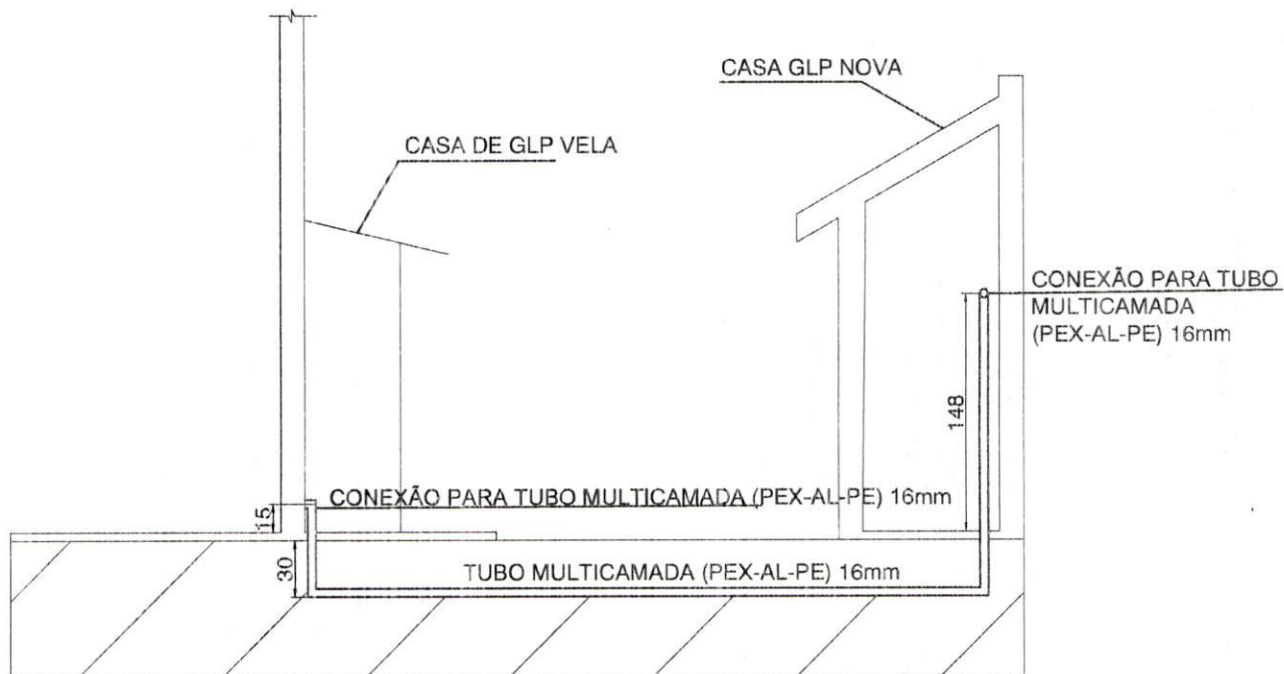 CASA GLP NOVA
CASA DE GLP VELA
CONEXÃO PARA TUBO
MULTICAMADA
(PEX-AL-PE) 16mm
148
CONEXÃO PARA TUBO MULTICAMADA (PEX-AL-PE) 16mm
15
30
TUBO MULTICAMADA (PEX-AL-PE) 16mm